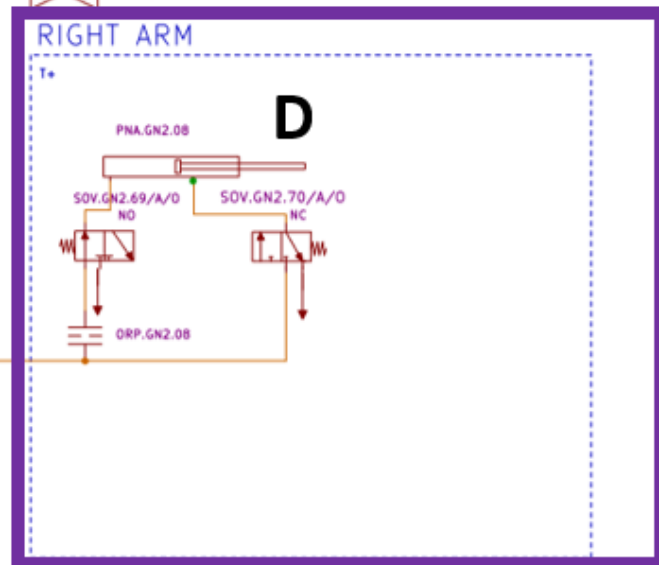 RIGHT ARM
T+
D
PNA.GN2.08
SOV.GN2.69/A/O
NO
SOV.GN2.70/A/O
NC
ORP.GN2.08